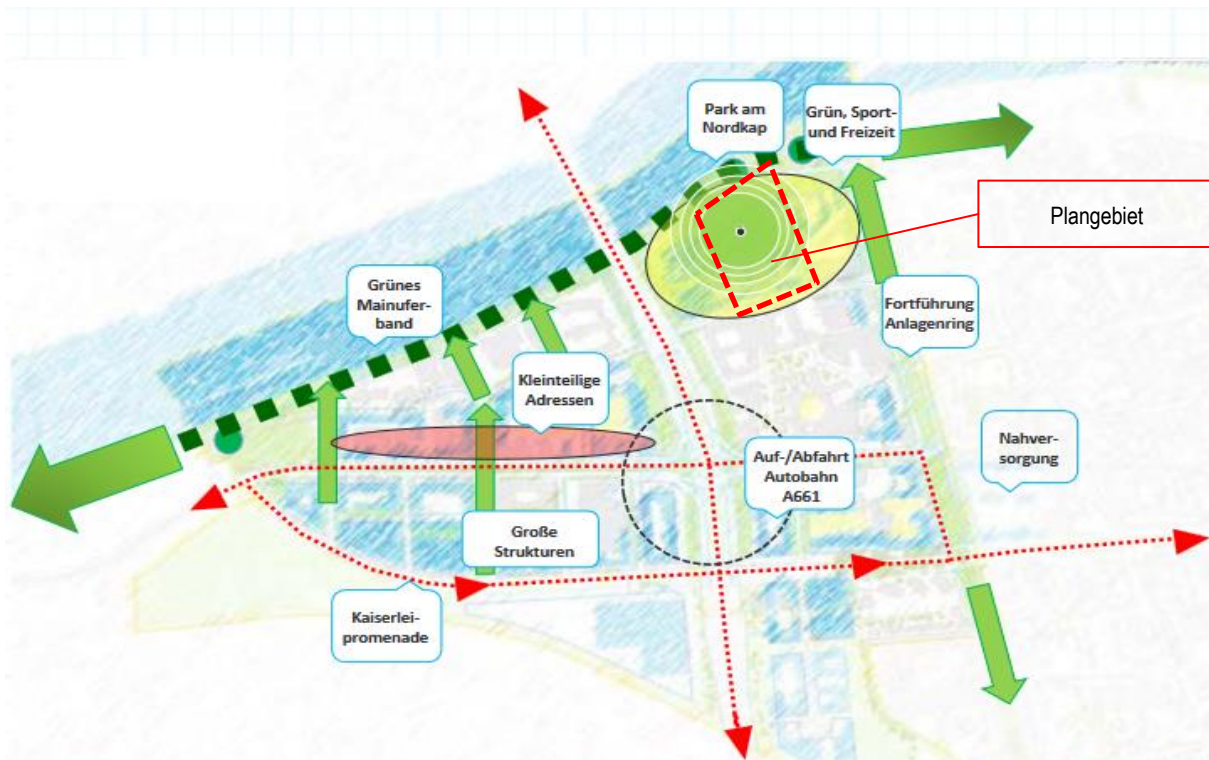 Park am
Nordkap
Grün, Sport-
und Freizeit
Plangebiet
Grünes
Mainufer-
band
Fortführung
Anlagenring
Kleinteilige
Adressen
Auf-/Abfahrt
Autobahn
A661
Nahver-
sorgung
Große
Strukturen
Kaiserlei-
promenade